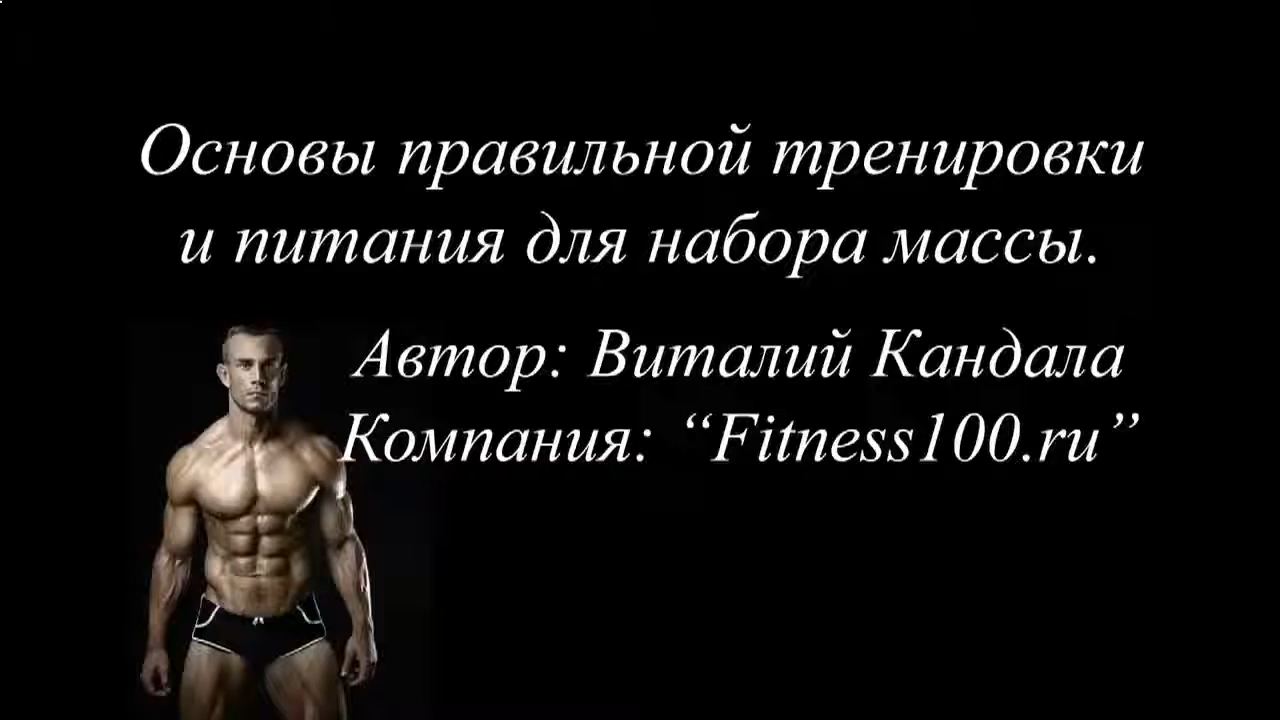 Основы правильной тренировки
и питания для набора массы.
Автор: Виталий Кандала
Компания: “Fitness100.ru”